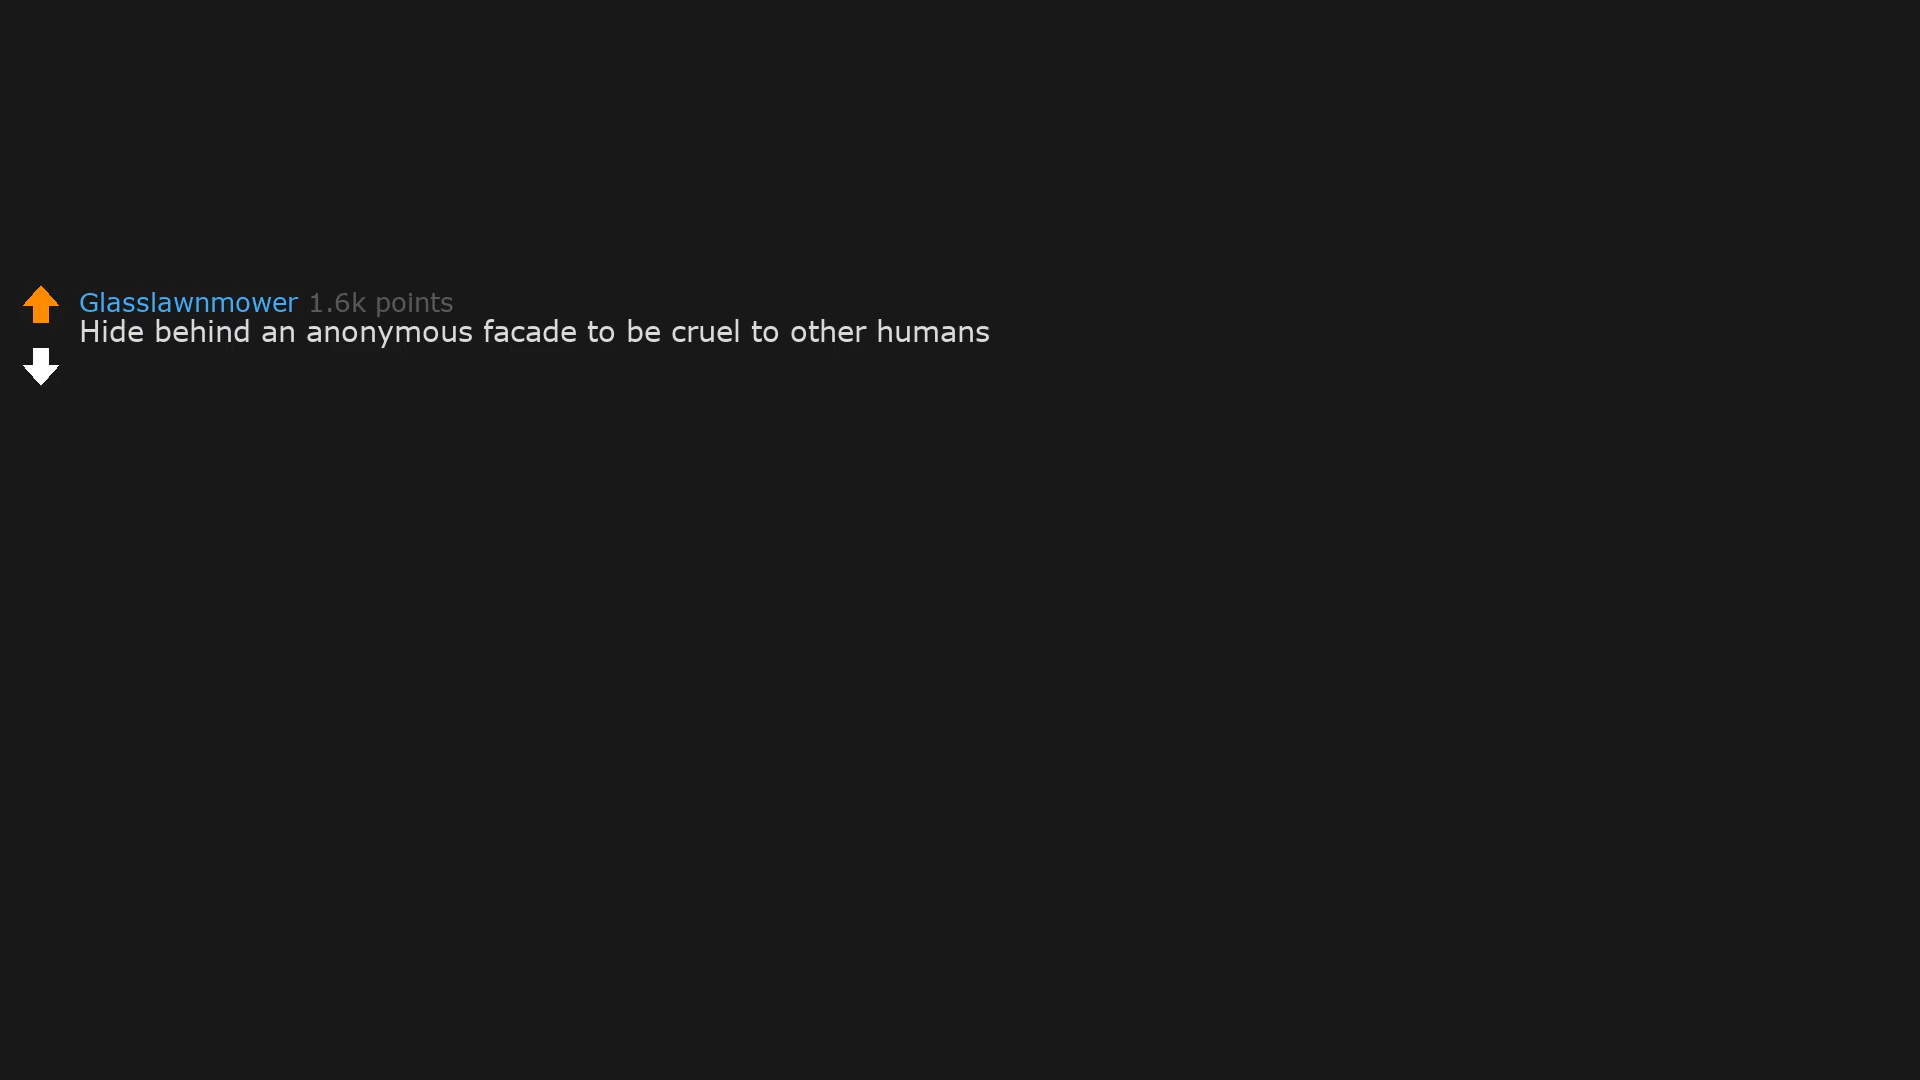 Glasslawnmower 1.6k points
Hide behind an anonymous facade to be cruel to other humans